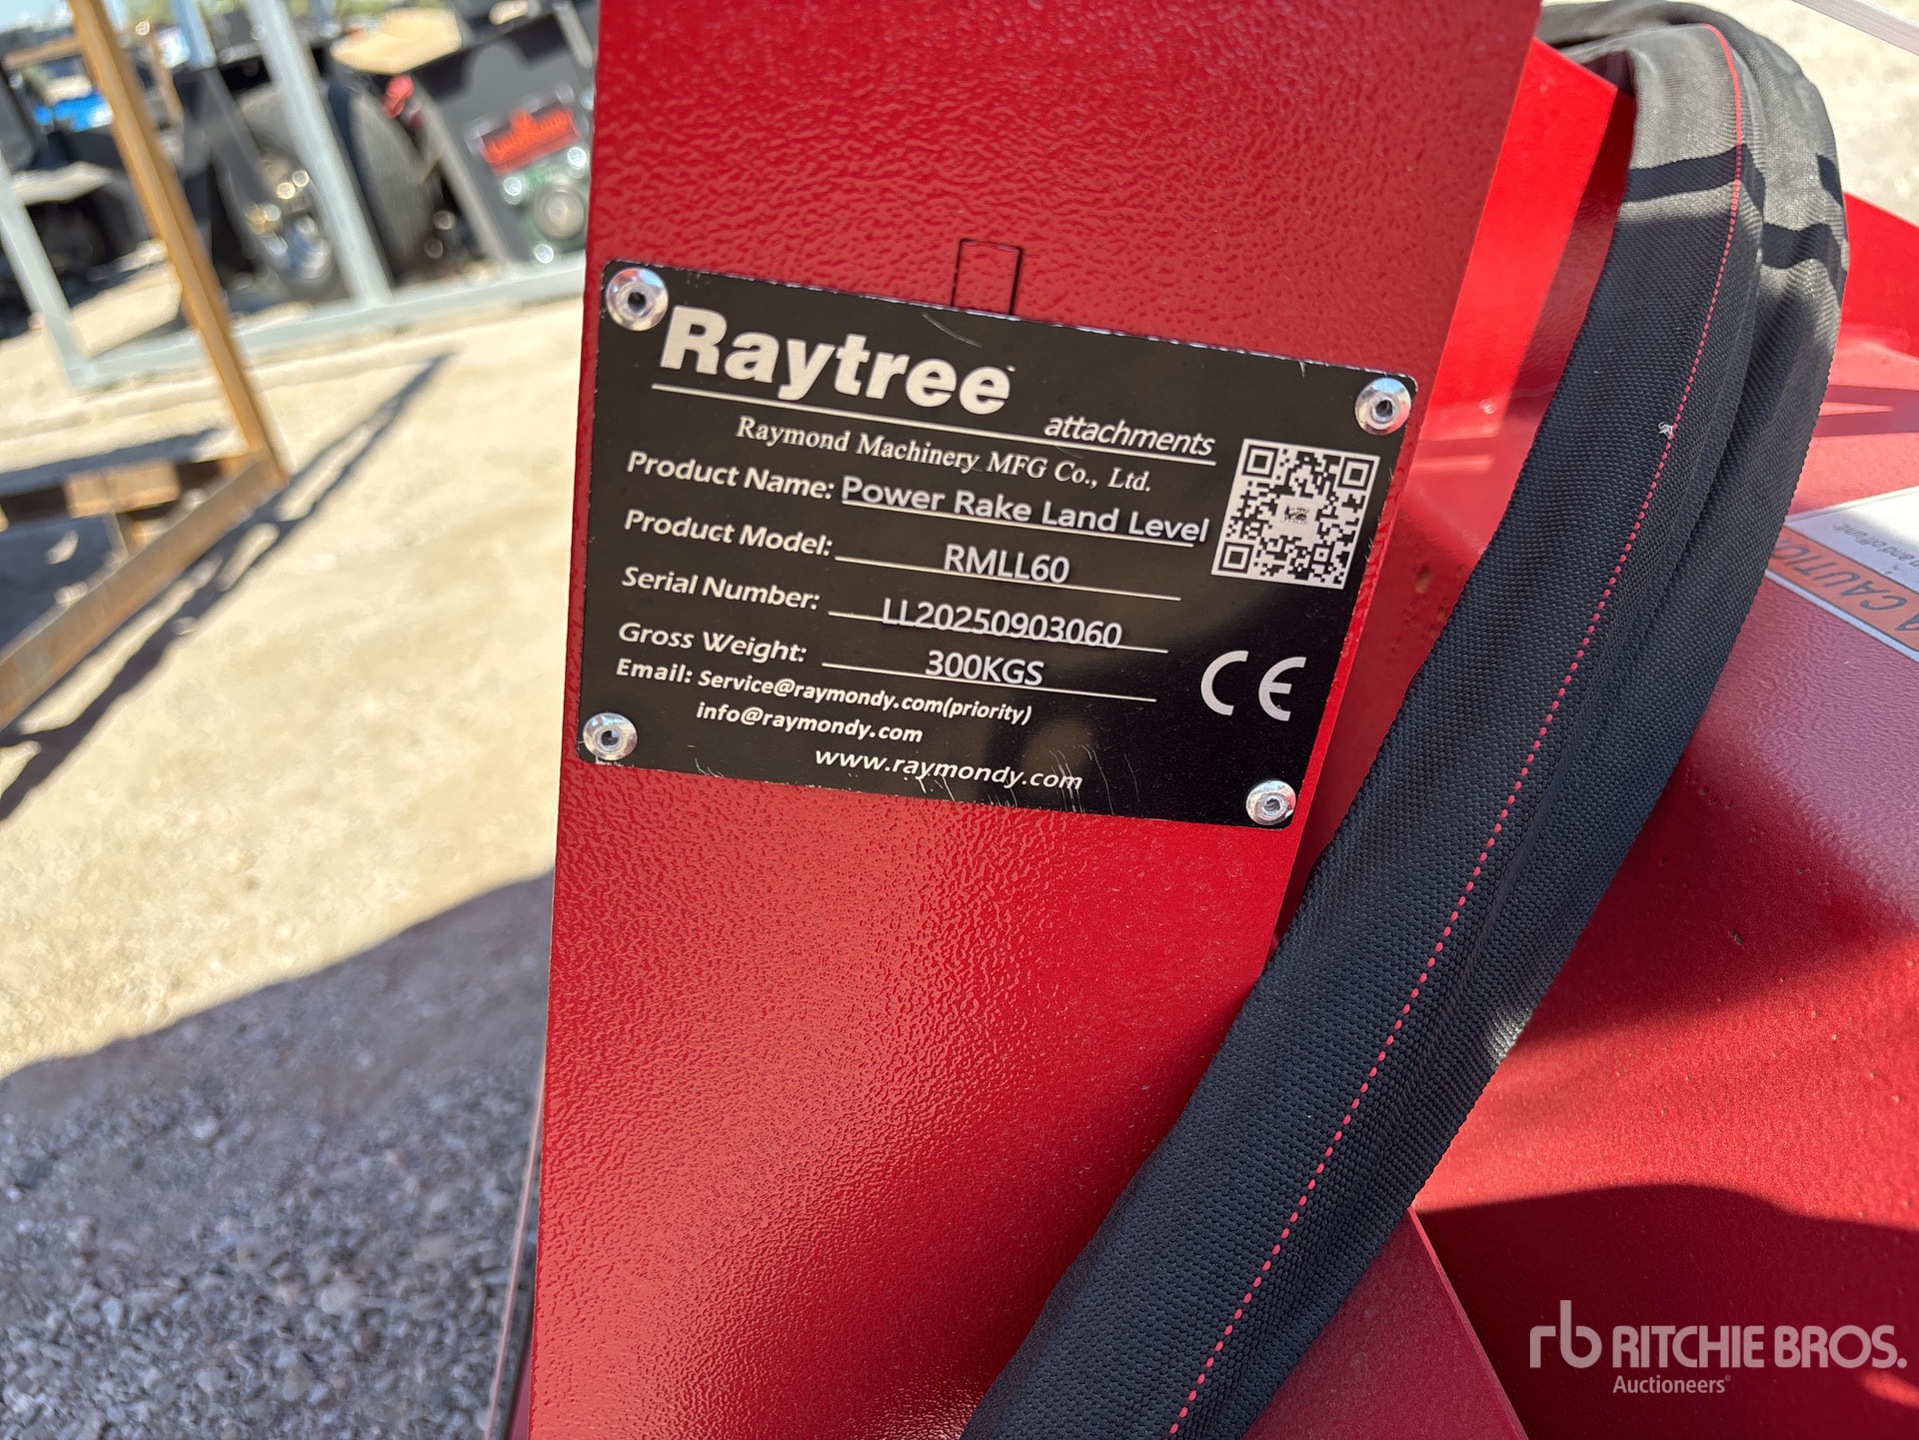 Raytree
attachments
Raymond Machinery MFG Co., Ltd.
Product Name: Power Rake Land Level
Product Model: RMLL60
Serial Number: LL20250903060
Gross Weight: 300KGS
Email: Service@raymondy.com(priority)
info@raymondy.com
www.raymondy.com
CE
CAUTION
rb RITCHIE BROS.
Auctioneers